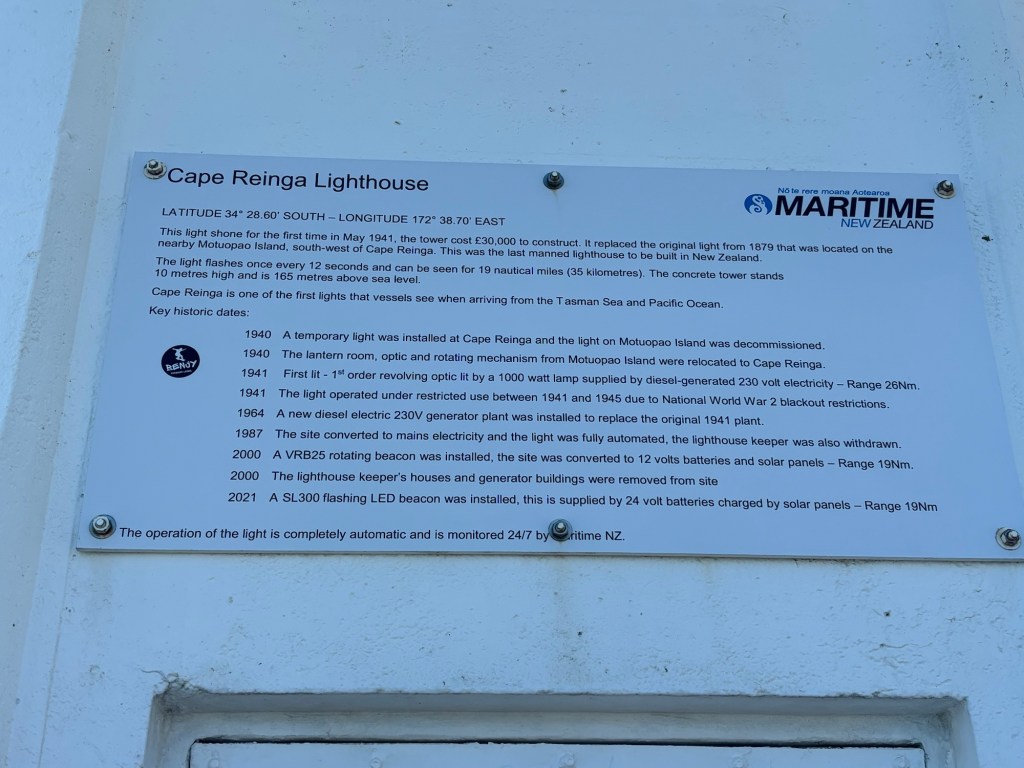 Cape Reinga Lighthouse
Nō te rere moana Aotearoa
MARITIME
NEW ZEALAND
LATITUDE 34° 28.60' SOUTH – LONGITUDE 172° 38.70' EAST
This light shone for the first time in May 1941, the tower cost £30,000 to construct. It replaced the original light from 1879 that was located on the
nearby Motuopao Island, south-west of Cape Reinga. This was the last manned lighthouse to be built in New Zealand.
The light flashes once every 12 seconds and can be seen for 19 nautical miles (35 kilometres). The concrete tower stands
10 metres high and is 165 metres above sea level.
Cape Reinga is one of the first lights that vessels see when arriving from the Tasman Sea and Pacific Ocean.
Key historic dates:
1940 A temporary light was installed at Cape Reinga and the light on Motuopao Island was decommissioned.
1940 The lantern room, optic and rotating mechanism from Motuopao Island were relocated to Cape Reinga.
BENJY
1941 First lit - 1st order revolving optic lit by a 1000 watt lamp supplied by diesel-generated 230 volt electricity – Range 26Nm.
1941 The light operated under restricted use between 1941 and 1945 due to National World War 2 blackout restrictions.
1964 A new diesel electric 230V generator plant was installed to replace the original 1941 plant.
1987 The site converted to mains electricity and the light was fully automated, the lighthouse keeper was also withdrawn.
2000 A VRB25 rotating beacon was installed, the site was converted to 12 volts batteries and solar panels – Range 19Nm.
2000 The lighthouse keeper's houses and generator buildings were removed from site
2021 A SL300 flashing LED beacon was installed, this is supplied by 24 volt batteries charged by solar panels – Range 19Nm
The operation of the light is completely automatic and is monitored 24/7 by ritime NZ.